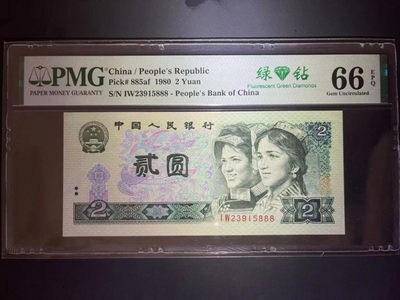 PMG
PAPER MONEY GUARANTY
China / People's Republic
Pick# 885af 1980 2 Yuan
S/N IW23915888 - People's Bank of China
绿 钻
Fluorescent Green Diamonds
66 EPQ
Gem Uncirculated
中国人民银行
2
贰圆
IW23915888
2
2